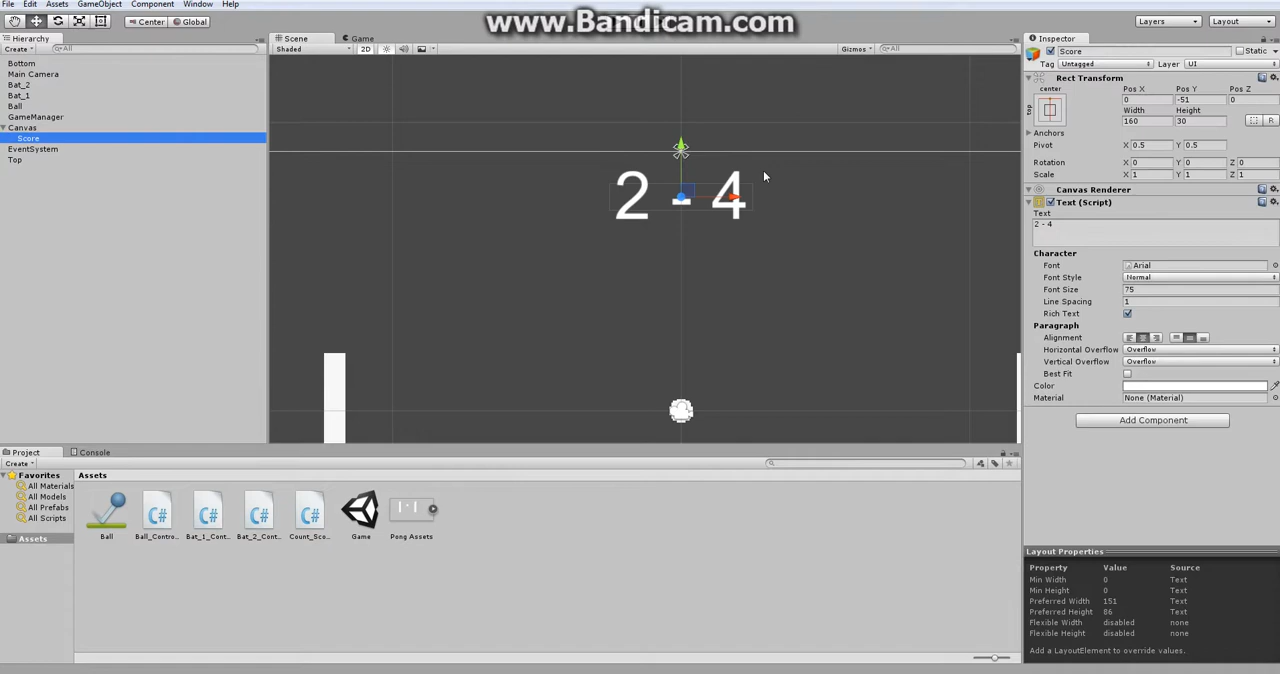 www.Bandicam.com
File Edit Assets GameObject Component Window Help
Center Global Layers Layout
Hierarchy
Create All
Bottom
Main Camera
Bat_2
Bat_1
Ball
GameManager
Canvas
Score
EventSystem
Top
Scene Game
Shaded 2D Gizmos All
2 - 4
Inspector
Score Static
Tag Untagged Layer UI
Rect Transform
center Pos X Pos Y Pos Z
top 0 -51 0
Width Height
160 30 R
Anchors
Pivot X 0.5 Y 0.5
Rotation X 0 Y 0 Z 0
Scale X 1 Y 1 Z 1
Canvas Renderer
Text (Script)
Text
2 - 4
Character
Font Arial
Font Style Normal
Font Size 75
Line Spacing 1
Rich Text
Paragraph
Alignment
Horizontal Overflow Overflow
Vertical Overflow Overflow
Best Fit
Color
Material None (Material)
Add Component
Project Console
Create
Favorites
All Materials
All Models
All Prefabs
All Scripts
Assets
Assets
Ball Ball_Contro... Bat_1_Cont... Bat_2_Cont... Count_Sco... Game Pong Assets
Layout Properties
Property Value Source
Min Width 0 Text
Min Height 0 Text
Preferred Width 151 Text
Preferred Height 86 Text
Flexible Width disabled none
Flexible Height disabled none
Add a LayoutElement to override values.